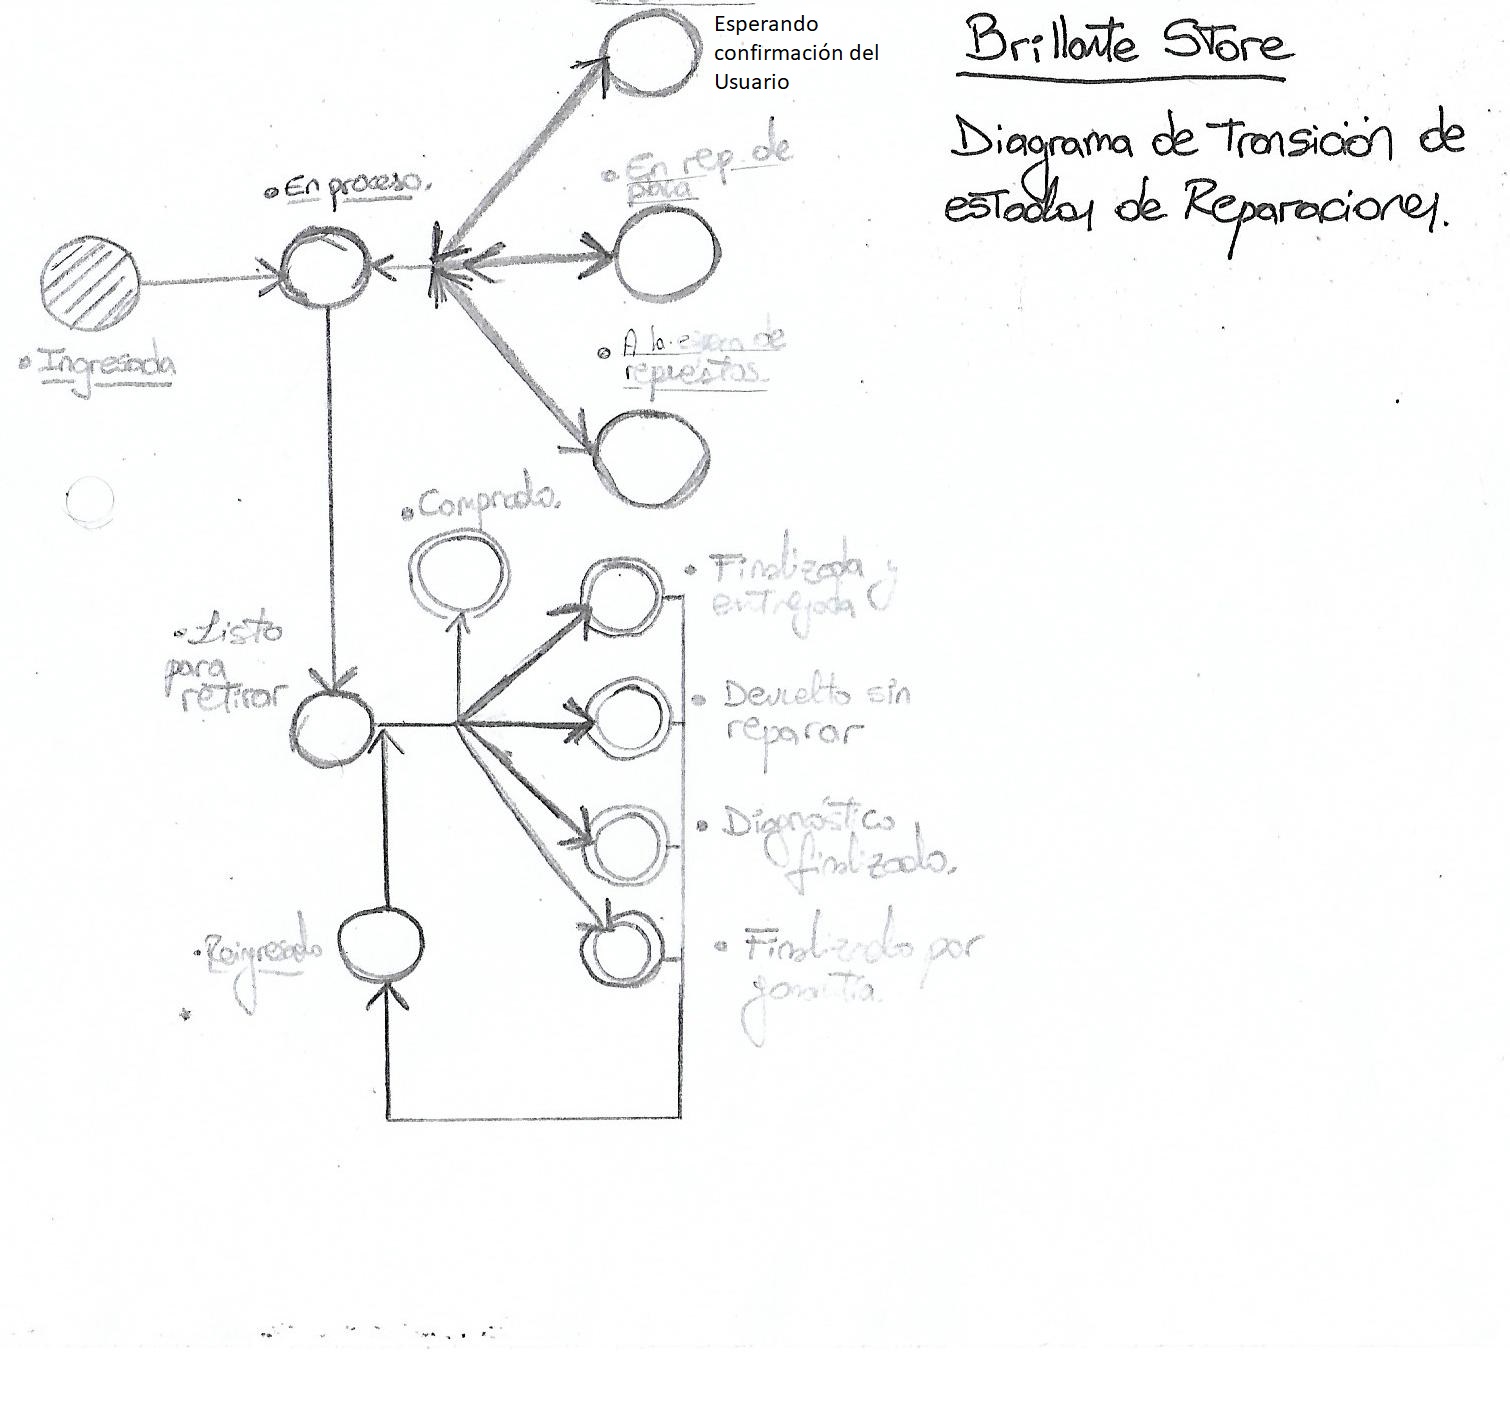 Esperando
confirmación del
Usuario
Brillante Store
Diagrama de Transición de
estados de Reparaciones.
• En proceso.
• En rep. de
placa
• Ingresada
• A la espera de
repuestos.
• Comprado.
• Finalizada y
entregada
• Listo
para
retirar
• Devuelto sin
reparar
• Diagnóstico
finalizado.
• Reingresado
• Finalizado por
garantía.